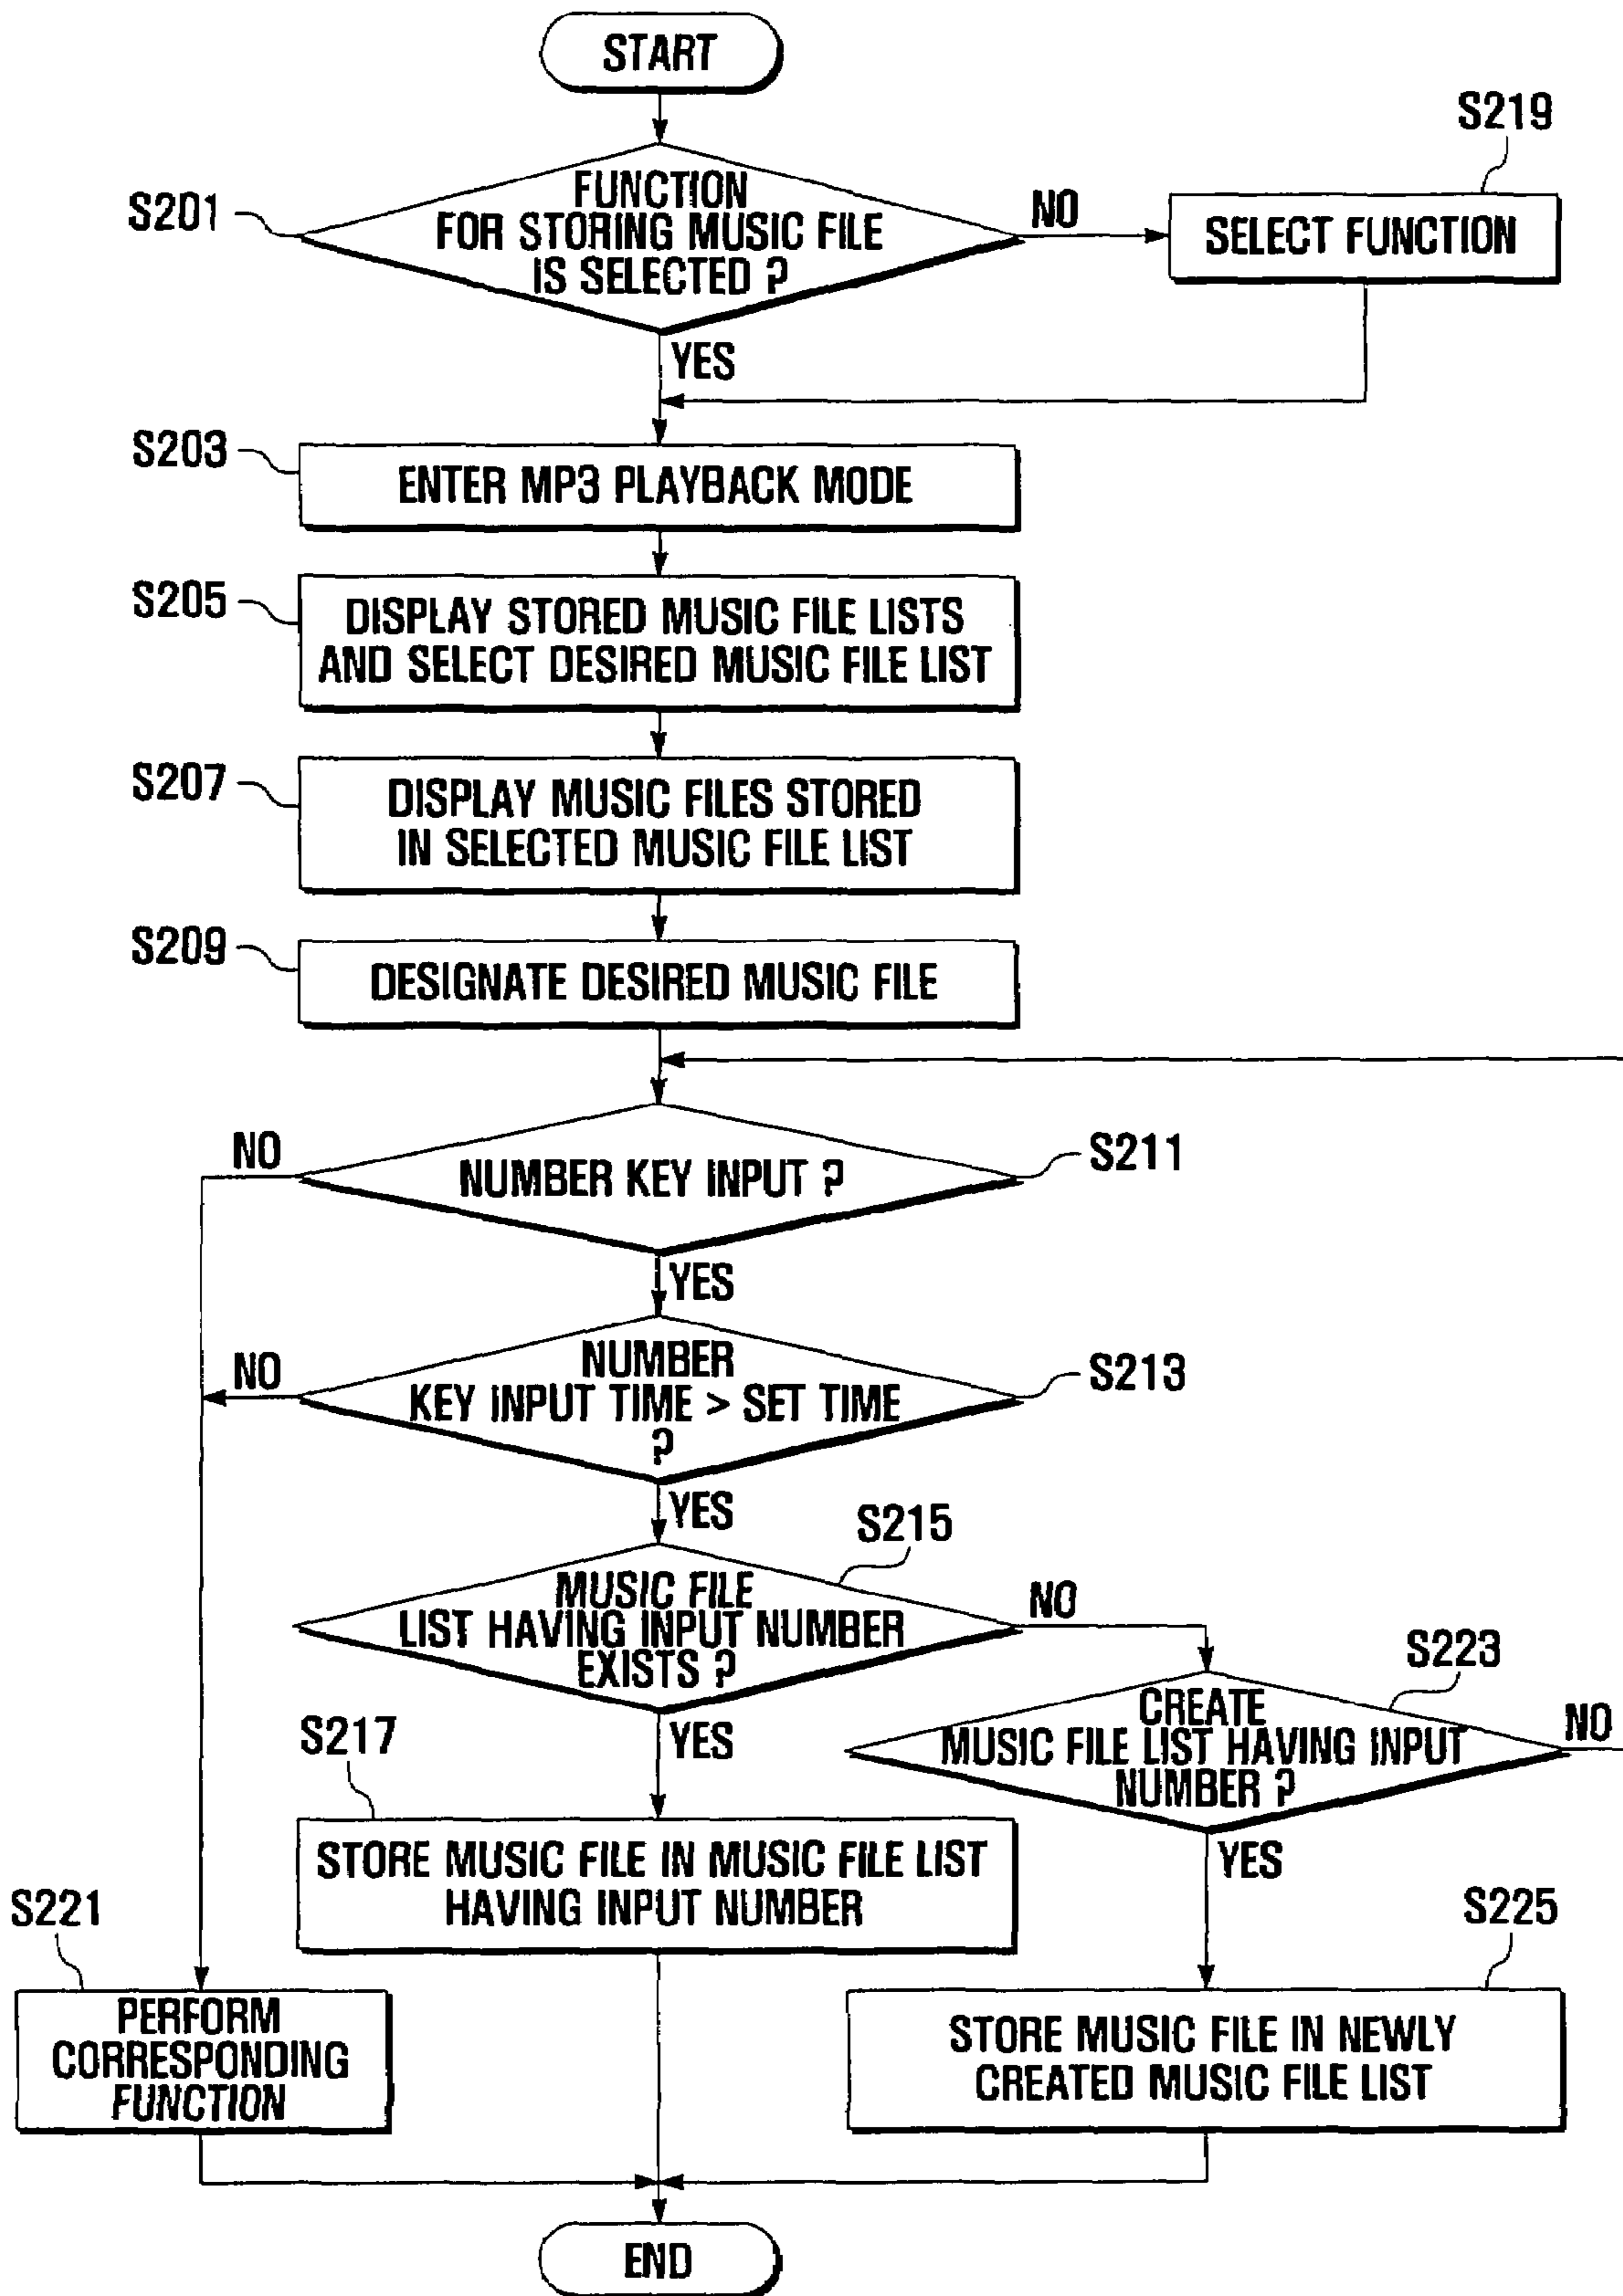 START
S219
S201
FUNCTION
FOR STORING MUSIC FILE
IS SELECTED ?
NO
SELECT FUNCTION
YES
S203
ENTER MP3 PLAYBACK MODE
S205
DISPLAY STORED MUSIC FILE LISTS
AND SELECT DESIRED MUSIC FILE LIST
S207
DISPLAY MUSIC FILES STORED
IN SELECTED MUSIC FILE LIST
S209
DESIGNATE DESIRED MUSIC FILE
NO
NUMBER KEY INPUT ?
S211
YES
NO
NUMBER
KEY INPUT TIME > SET TIME
?
S213
YES
S215
MUSIC FILE
LIST HAVING INPUT NUMBER
EXISTS ?
NO
S223
CREATE
MUSIC FILE LIST HAVING INPUT
NUMBER ?
NO
S217
YES
STORE MUSIC FILE IN MUSIC FILE LIST
HAVING INPUT NUMBER
YES
S221
PERFORM
CORRESPONDING
FUNCTION
S225
STORE MUSIC FILE IN NEWLY
CREATED MUSIC FILE LIST
END